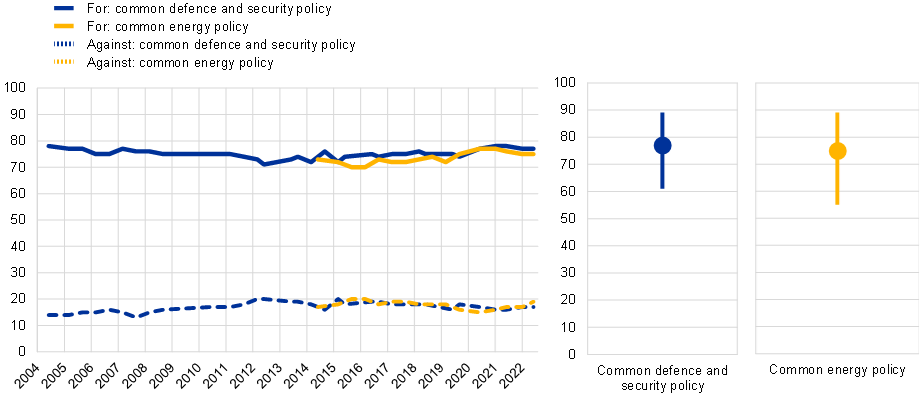 For: common defence and security policy
For: common energy policy
Against: common defence and security policy
Against: common energy policy
100
90
80
70
60
50
40
30
20
10
0
2004 2005 2006 2007 2008 2009 2010 2011 2012 2013 2014 2015 2016 2017 2018 2019 2020 2021 2022
100
90
80
70
60
50
40
30
20
10
0
Common defence and
security policy
Common energy policy